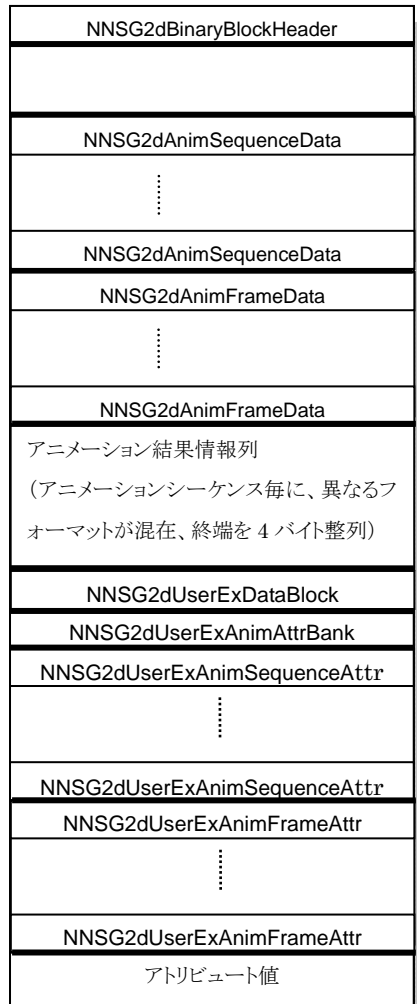 NNSG2dBinaryBlockHeader
NNSG2dAnimSequenceData
NNSG2dAnimSequenceData
NNSG2dAnimFrameData
NNSG2dAnimFrameData
アニメーション結果情報列
（アニメーションシーケンス毎に、異なるフ
ォーマットが混在、終端を 4 バイト整列）
NNSG2dUserExDataBlock
NNSG2dUserExAnimAttrBank
NNSG2dUserExAnimSequenceAttr
NNSG2dUserExAnimSequenceAttr
NNSG2dUserExAnimFrameAttr
NNSG2dUserExAnimFrameAttr
アトリビュート値